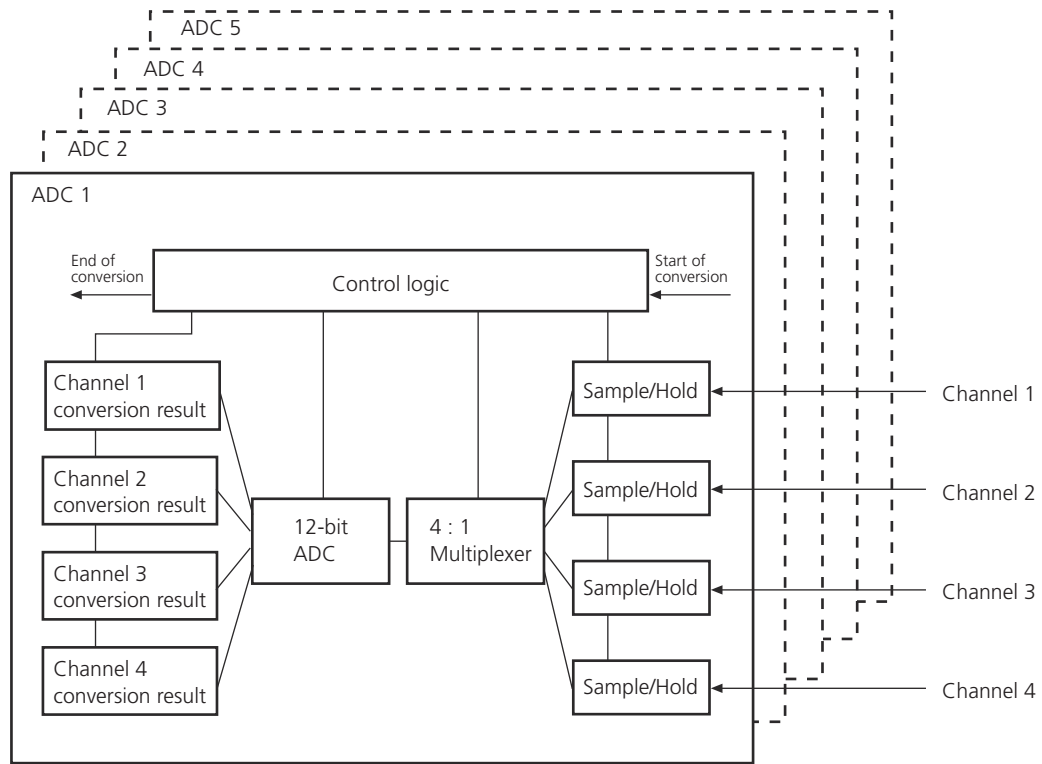 ADC 5
ADC 4
ADC 3
ADC 2
ADC 1
End of
conversion
Control logic
Start of
conversion
Channel 1
conversion result
Sample/Hold
Channel 1
Channel 2
conversion result
Sample/Hold
Channel 2
12-bit
ADC
4 : 1
Multiplexer
Channel 3
conversion result
Sample/Hold
Channel 3
Channel 4
conversion result
Sample/Hold
Channel 4